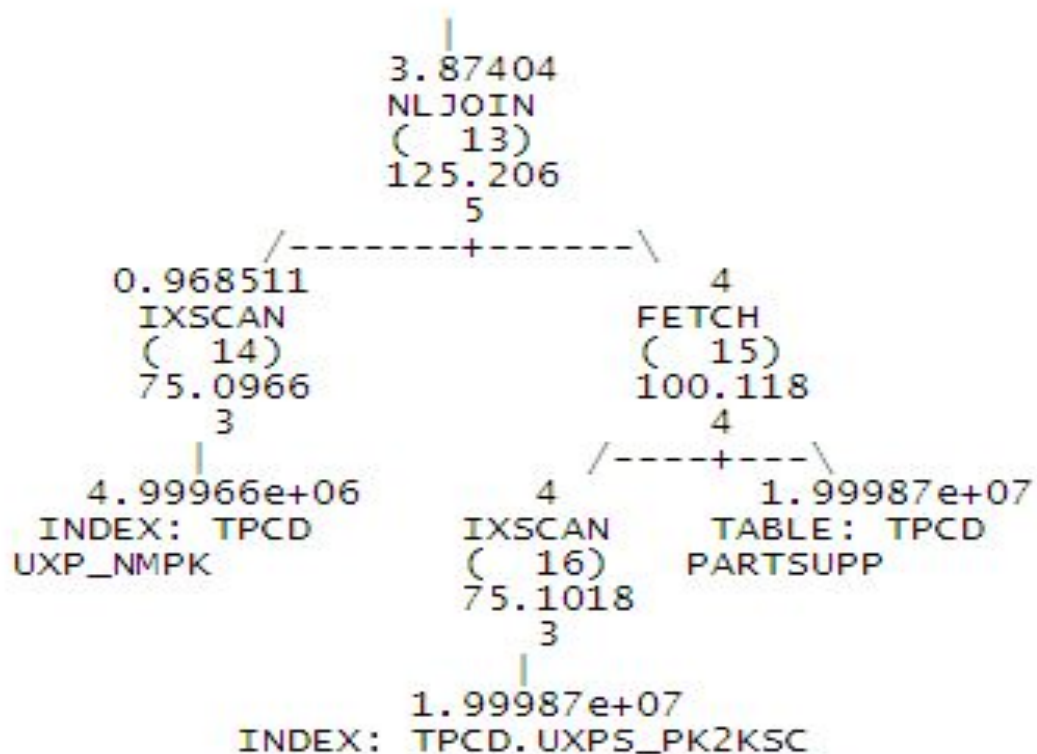 |
3.87404
NLJOIN
( 13)
125.206
5
/-------+------\
0.968511 4
IXSCAN FETCH
( 14) ( 15)
75.0966 100.118
3 4
| /----+---\
4.99966e+06 4 1.99987e+07
INDEX: TPCD IXSCAN TABLE: TPCD
UXP_NMPK ( 16) PARTSUPP
75.1018
3
|
1.99987e+07
INDEX: TPCD.UXPS_PK2KSC